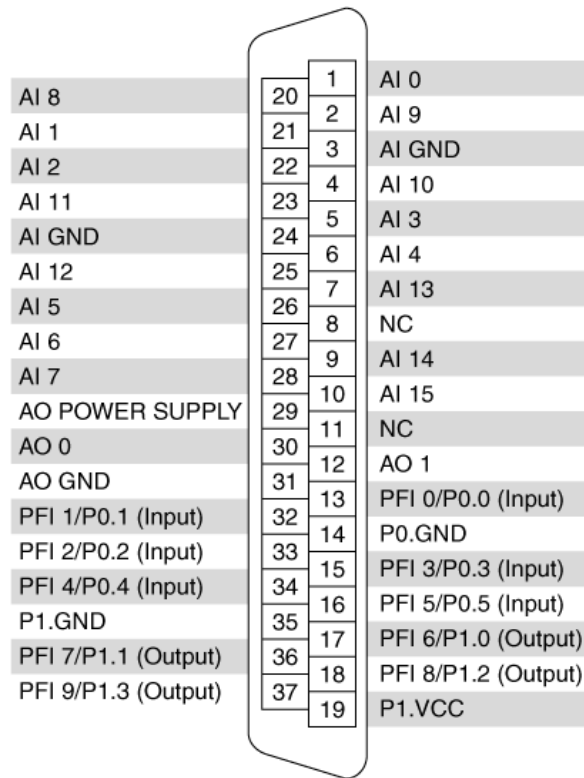 AI 8
AI 1
AI 2
AI 11
AI GND
AI 12
AI 5
AI 6
AI 7
AO POWER SUPPLY
AO 0
AO GND
PFI 1/P0.1 (Input)
PFI 2/P0.2 (Input)
PFI 4/P0.4 (Input)
P1.GND
PFI 7/P1.1 (Output)
PFI 9/P1.3 (Output)
20
21
22
23
24
25
26
27
28
29
30
31
32
33
34
35
36
37
1
2
3
4
5
6
7
8
9
10
11
12
13
14
15
16
17
18
19
AI 0
AI 9
AI GND
AI 10
AI 3
AI 4
AI 13
NC
AI 14
AI 15
NC
AO 1
PFI 0/P0.0 (Input)
P0.GND
PFI 3/P0.3 (Input)
PFI 5/P0.5 (Input)
PFI 6/P1.0 (Output)
PFI 8/P1.2 (Output)
P1.VCC